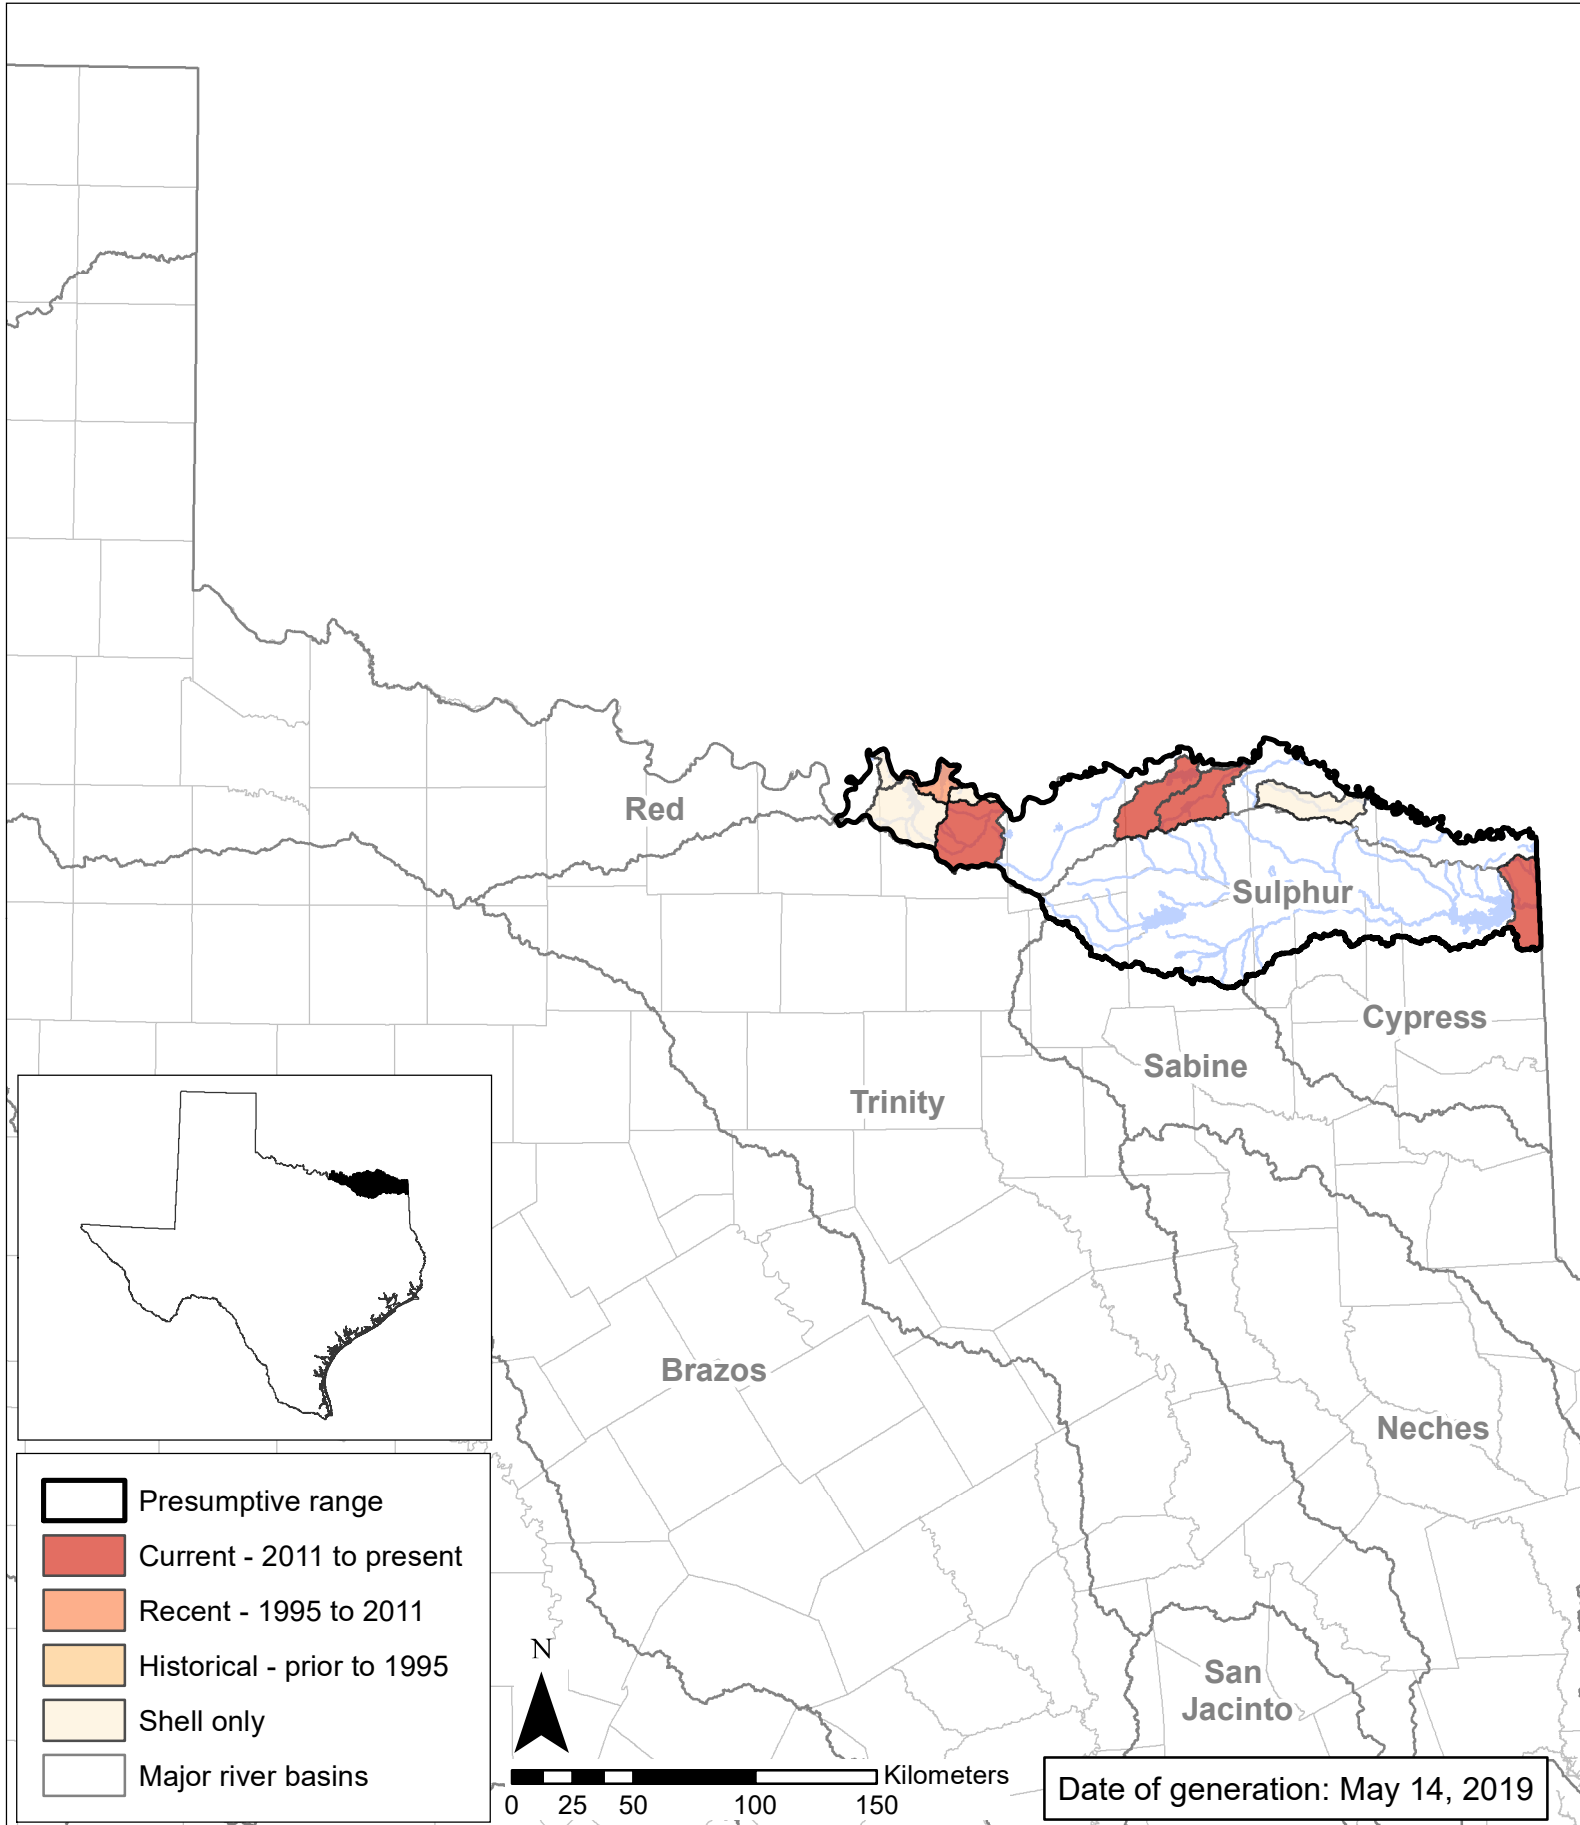 Red
Sulphur
Cypress
Sabine
Trinity
Brazos
Neches
San
Jacinto
Presumptive range
Current - 2011 to present
Recent - 1995 to 2011
Historical - prior to 1995
Shell only
Major river basins
N
Kilometers
0 25 50 100 150
Date of generation: May 14, 2019